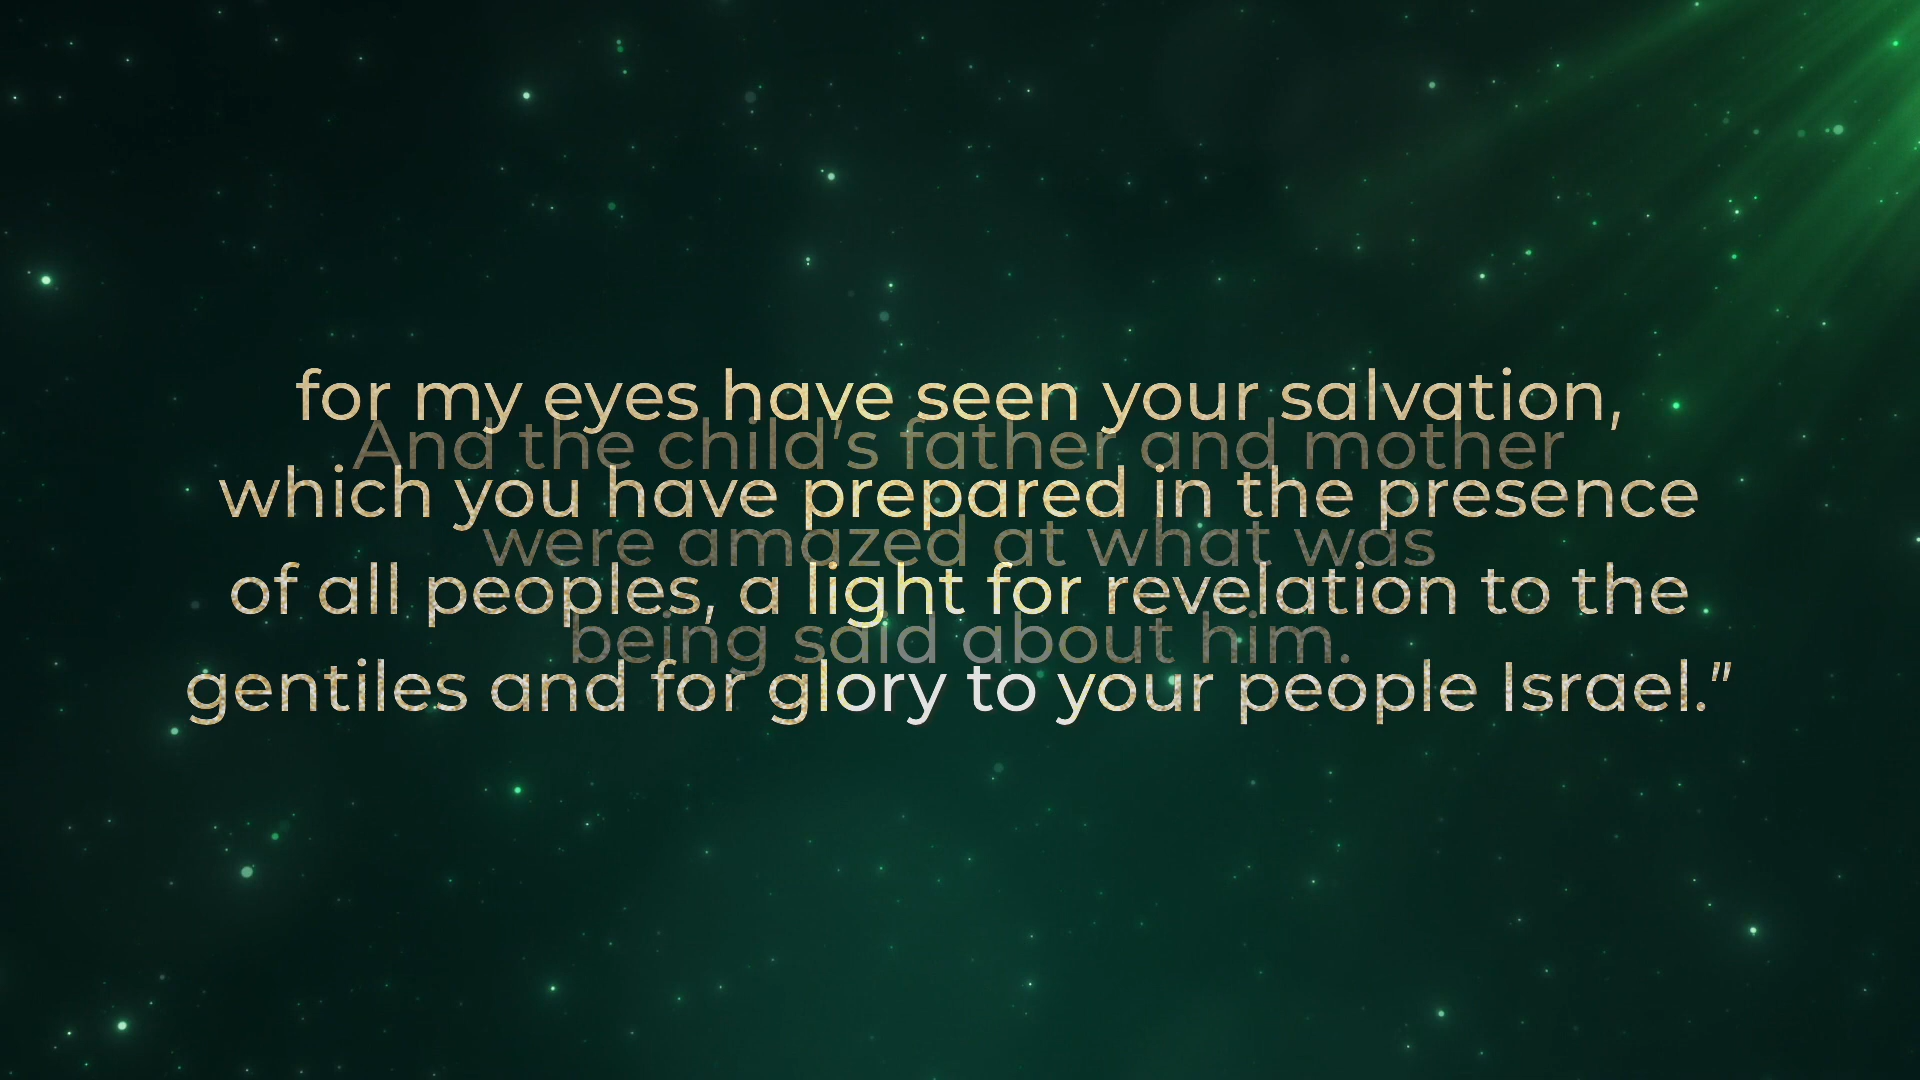 for my eyes have seen your salvation,
And the child’s father and mother
which you have prepared in the presence
were amazed at what was
of all peoples, a light for revelation to the
being said about him.
gentiles and for glory to your people Israel.”